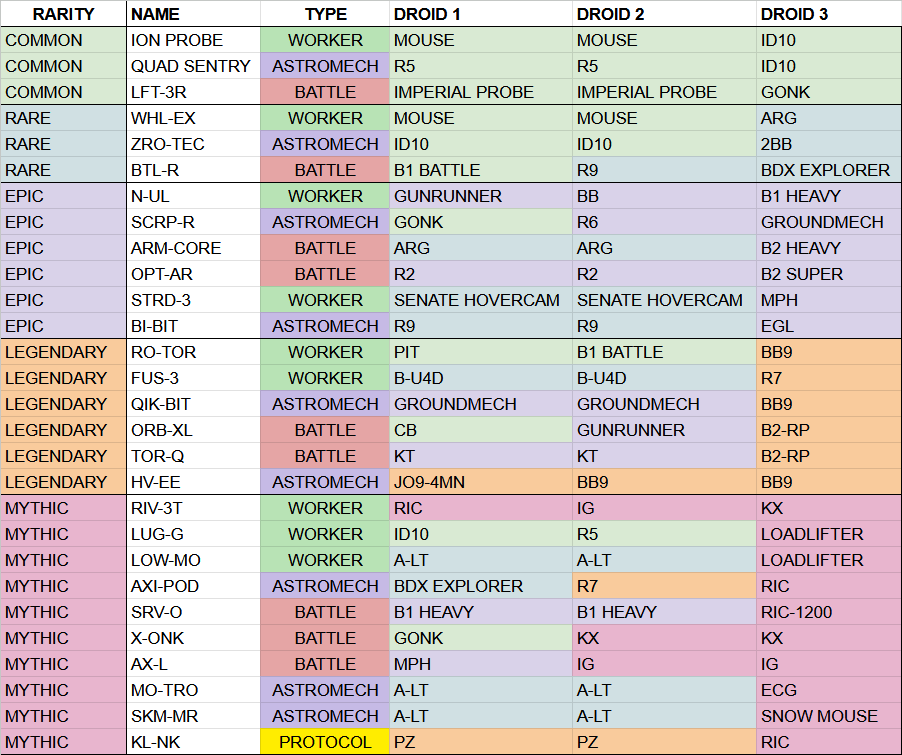 RARITY NAME TYPE DROID 1 DROID 2 DROID 3
COMMON ION PROBE WORKER MOUSE MOUSE ID10
COMMON QUAD SENTRY ASTROMECH R5 R5 ID10
COMMON LFT-3R BATTLE IMPERIAL PROBE IMPERIAL PROBE GONK
RARE WHL-EX WORKER MOUSE MOUSE ARG
RARE ZRO-TEC ASTROMECH ID10 ID10 2BB
RARE BTL-R BATTLE B1 BATTLE R9 BDX EXPLORER
EPIC N-UL WORKER GUNRUNNER BB B1 HEAVY
EPIC SCRP-R ASTROMECH GONK R6 GROUNDMECH
EPIC ARM-CORE BATTLE ARG ARG B2 HEAVY
EPIC OPT-AR BATTLE R2 R2 B2 SUPER
EPIC STRD-3 WORKER SENATE HOVERCAM SENATE HOVERCAM MPH
EPIC BI-BIT ASTROMECH R9 R9 EGL
LEGENDARY RO-TOR WORKER PIT B1 BATTLE BB9
LEGENDARY FUS-3 WORKER B-U4D B-U4D R7
LEGENDARY QIK-BIT ASTROMECH GROUNDMECH GROUNDMECH BB9
LEGENDARY ORB-XL BATTLE CB GUNRUNNER B2-RP
LEGENDARY TOR-Q BATTLE KT KT B2-RP
LEGENDARY HV-EE ASTROMECH JO9-4MN BB9 BB9
MYTHIC RIV-3T WORKER RIC IG KX
MYTHIC LUG-G WORKER ID10 R5 LOADLIFTER
MYTHIC LOW-MO WORKER A-LT A-LT LOADLIFTER
MYTHIC AXI-POD ASTROMECH BDX EXPLORER R7 RIC
MYTHIC SRV-O BATTLE B1 HEAVY B1 HEAVY RIC-1200
MYTHIC X-ONK BATTLE GONK KX KX
MYTHIC AX-L BATTLE MPH IG IG
MYTHIC MO-TRO ASTROMECH A-LT A-LT ECG
MYTHIC SKM-MR ASTROMECH A-LT A-LT SNOW MOUSE
MYTHIC KL-NK PROTOCOL PZ PZ RIC